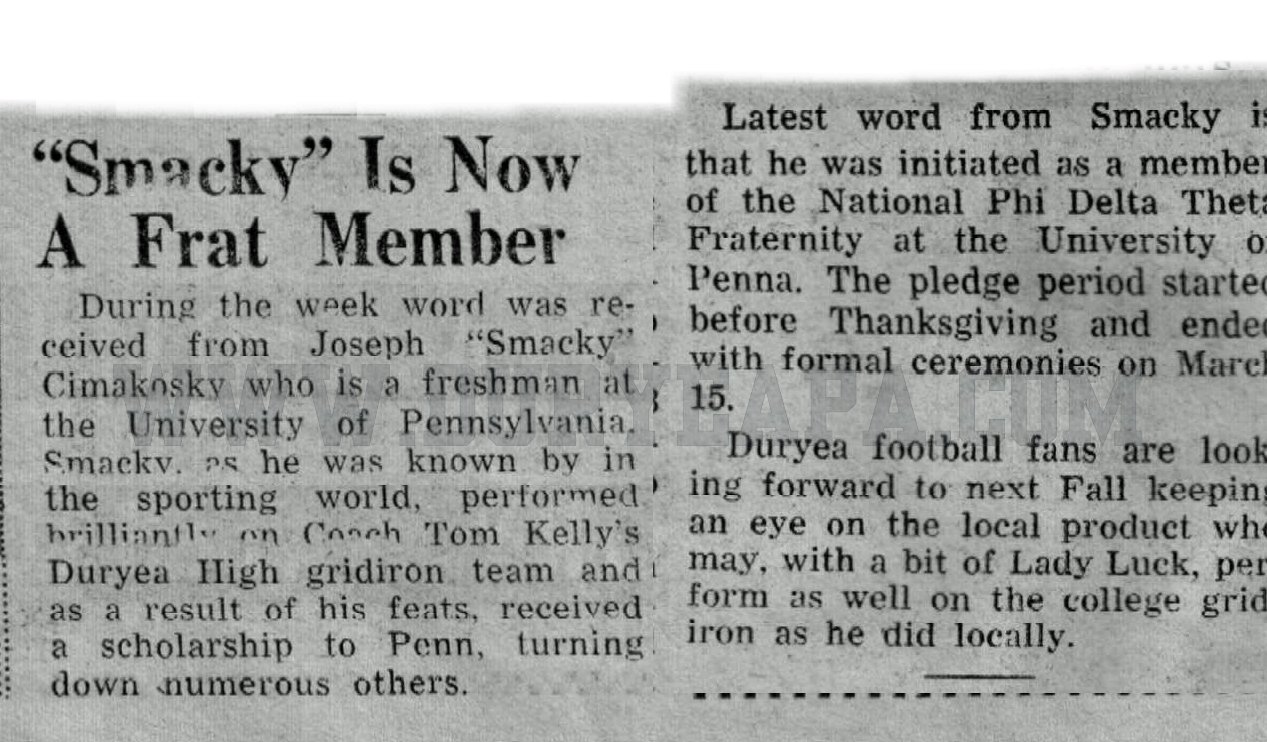 “Smacky” Is Now
A Frat Member
During the week word was re-
ceived from Joseph “Smacky”
Cimakosky who is a freshman at
the University of Pennsylvania.
Smacky, as he was known by in
the sporting world, performed
brilliantly on Coach Tom Kelly's
Duryea High gridiron team and
as a result of his feats, received
a scholarship to Penn, turning
down numerous others.
Latest word from Smacky is
that he was initiated as a member
of the National Phi Delta Theta
Fraternity at the University of
Penna. The pledge period started
before Thanksgiving and ended
with formal ceremonies on March
15.
Duryea football fans are look
ing forward to next Fall keeping
an eye on the local product who
may, with a bit of Lady Luck, per
form as well on the college grid
iron as he did locally.
WWW.DURYEAPA.COM